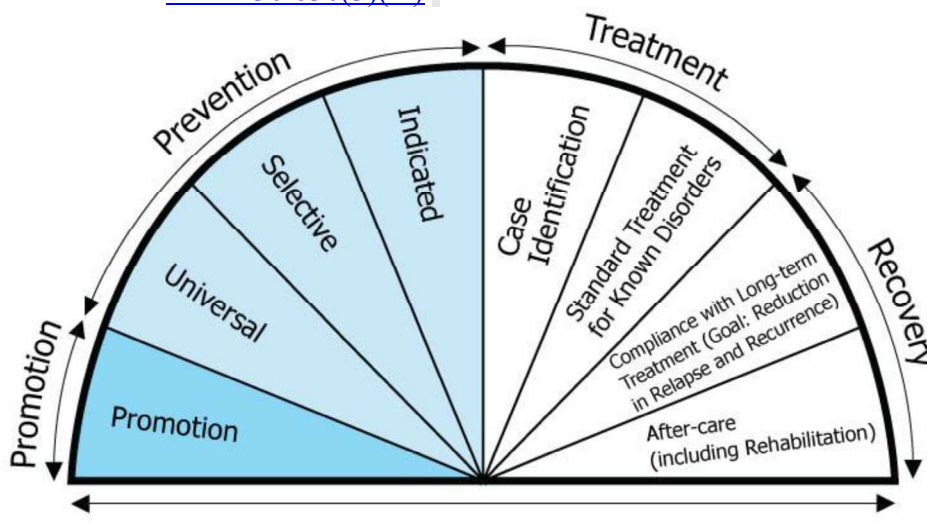 Promotion
Prevention
Treatment
Recovery
Promotion
Universal
Selective
Indicated
Case
Identification
Standard Treatment
for Known Disorders
Compliance with Long-term
Treatment (Goal: Reduction
in Relapse and Recurrence)
After-care
(including Rehabilitation)